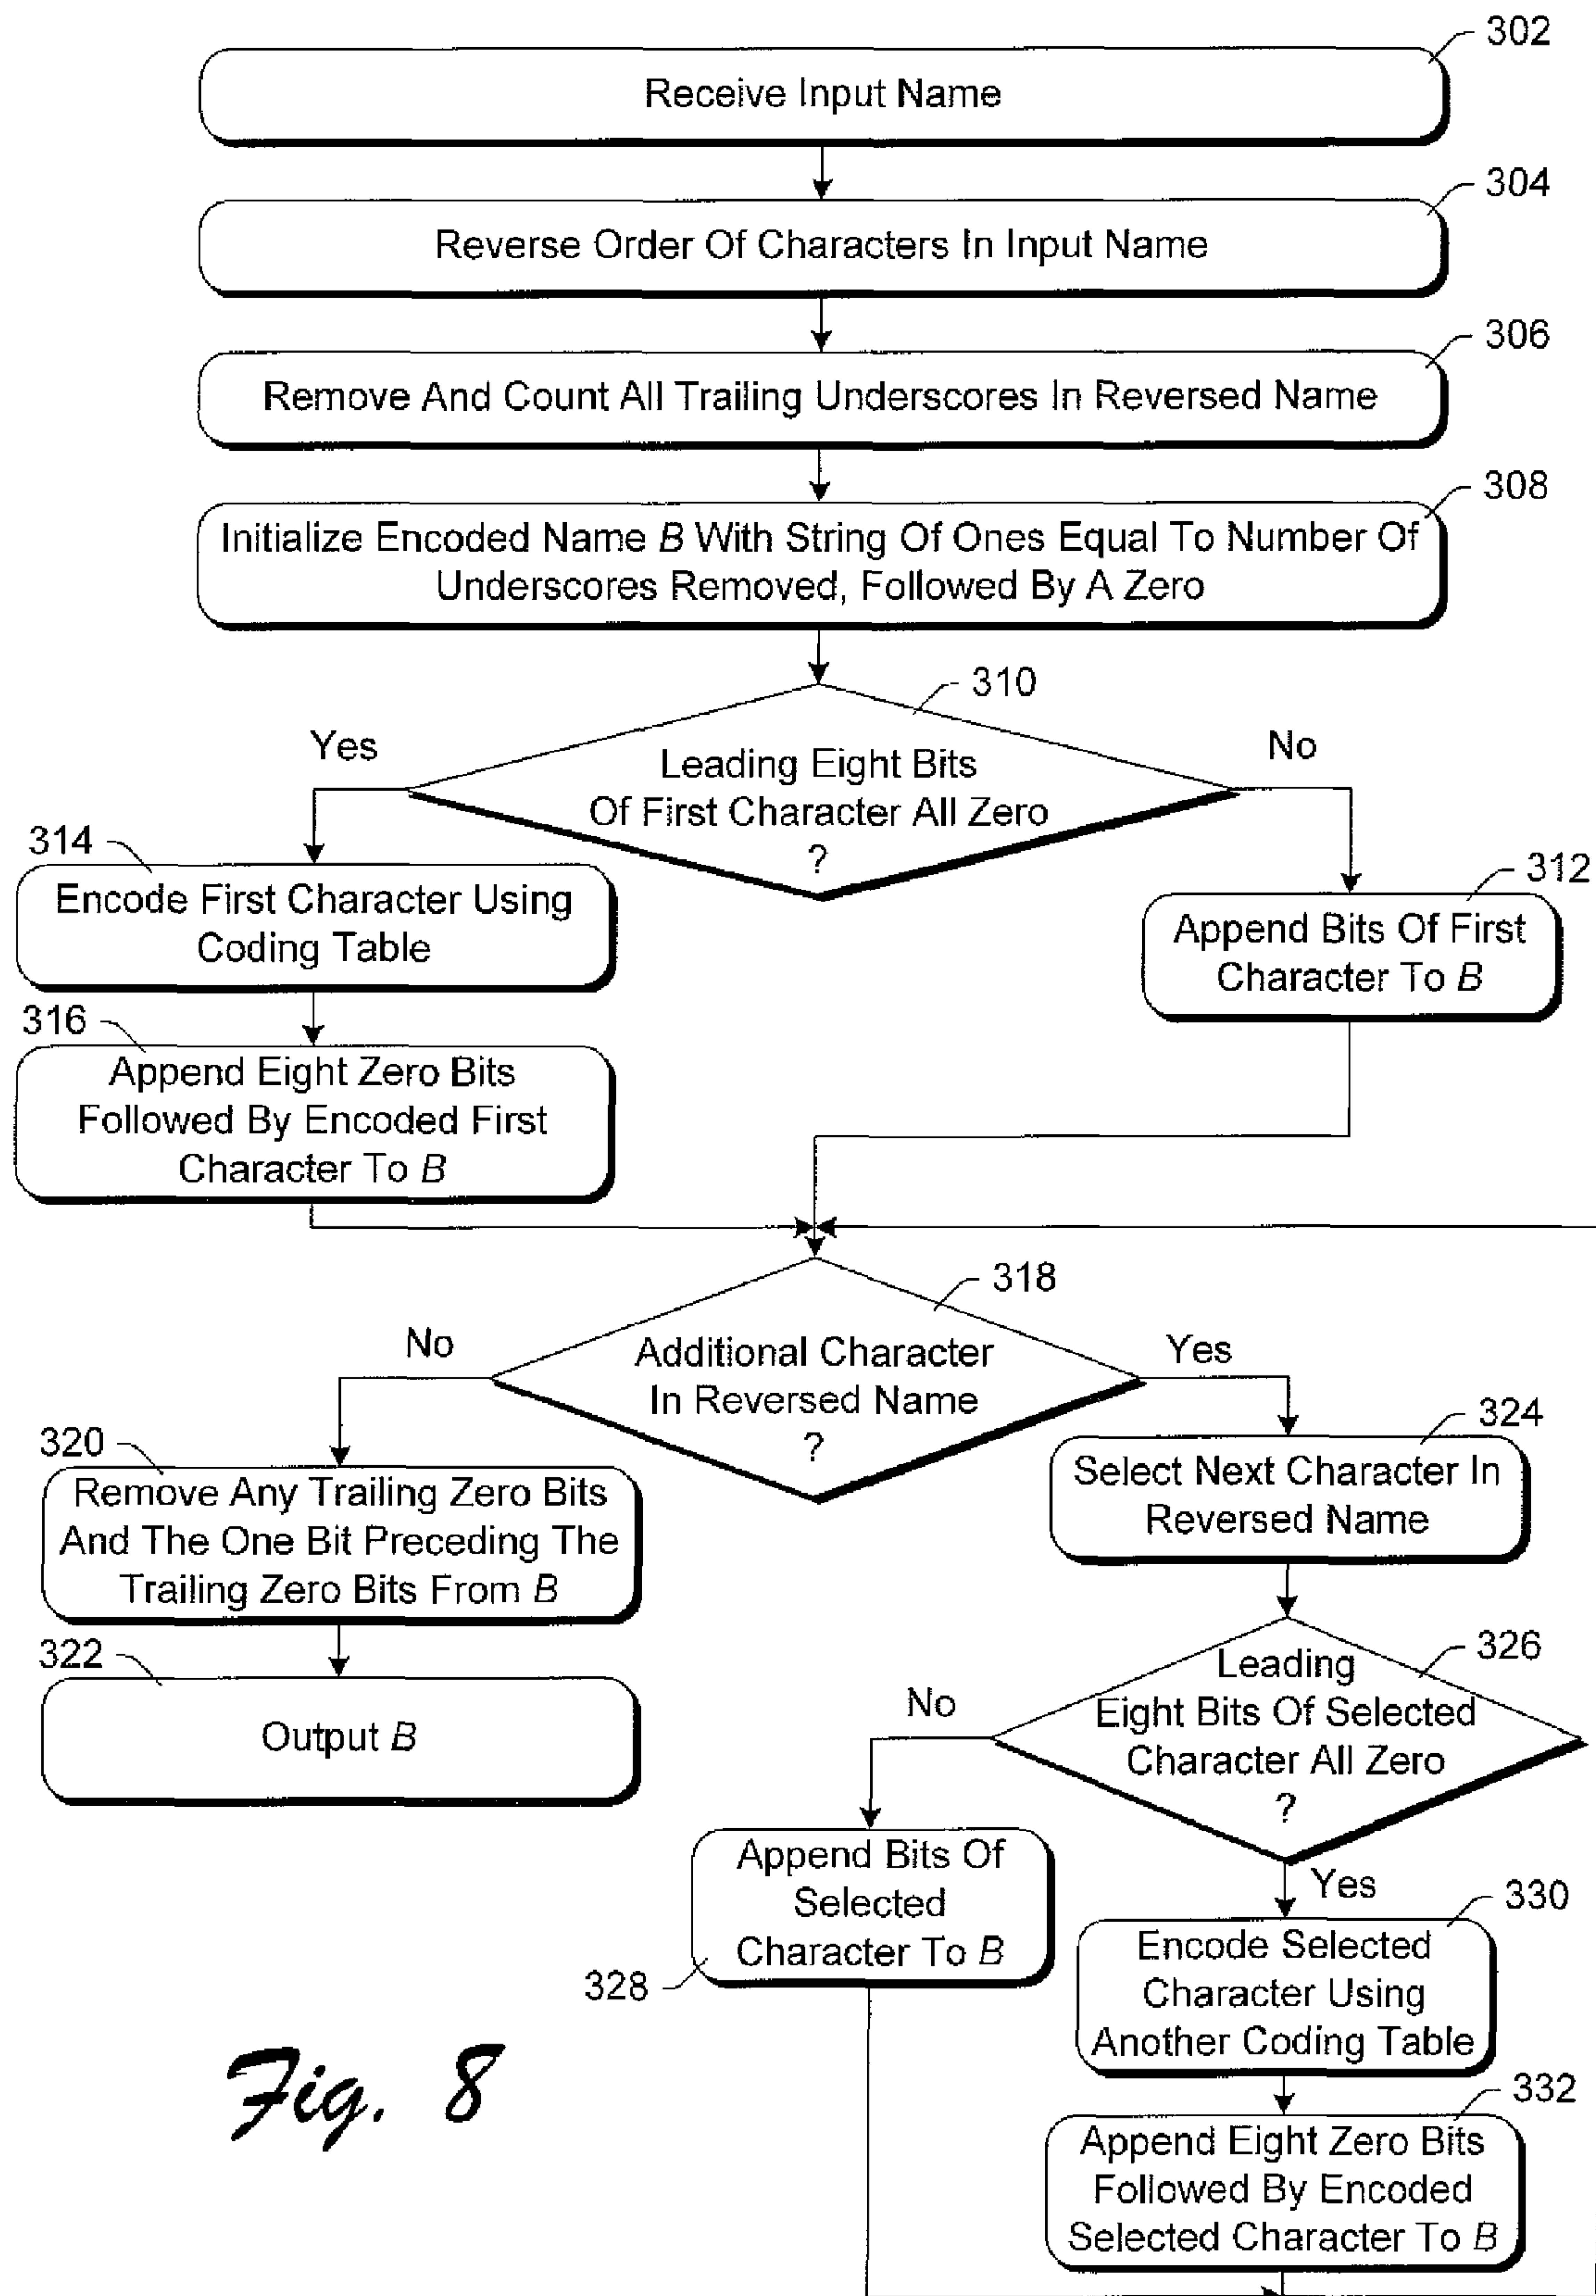 302
Receive Input Name
304
Reverse Order Of Characters In Input Name
306
Remove And Count All Trailing Underscores In Reversed Name
308
Initialize Encoded Name B With String Of Ones Equal To Number Of
Underscores Removed, Followed By A Zero
310
Yes
No
Leading Eight Bits
Of First Character All Zero
?
314
Encode First Character Using
Coding Table
312
Append Bits Of First
Character To B
316
Append Eight Zero Bits
Followed By Encoded First
Character To B
318
No
Yes
Additional Character
In Reversed Name
?
320
Remove Any Trailing Zero Bits
And The One Bit Preceding The
Trailing Zero Bits From B
324
Select Next Character In
Reversed Name
322
Output B
326
No
Leading
Eight Bits Of Selected
Character All Zero
?
Yes
Append Bits Of
Selected
Character To B
328
330
Encode Selected
Character Using
Another Coding Table
332
Append Eight Zero Bits
Followed By Encoded
Selected Character To B
Fig. 8